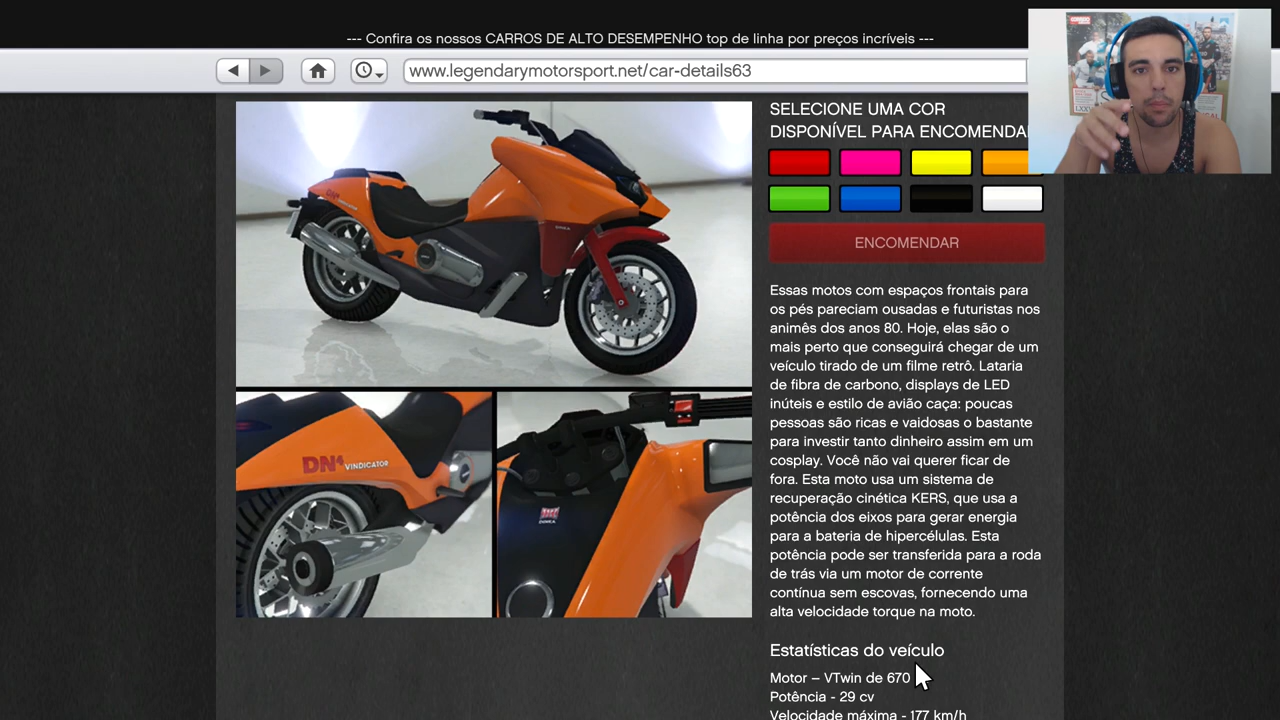 --- Confira os nossos CARROS DE ALTO DESEMPENHO top de linha por preços incríveis ---
www.legendarymotorsport.net/car-details63
SELECIONE UMA COR
DISPONÍVEL PARA ENCOMENDA
ENCOMENDAR
Essas motos com espaços frontais para
os pés pareciam ousadas e futuristas nos
animês dos anos 80. Hoje, elas são o
mais perto que conseguirá chegar de um
veículo tirado de um filme retrô. Lataria
de fibra de carbono, displays de LED
inúteis e estilo de avião caça: poucas
pessoas são ricas e vaidosas o bastante
para investir tanto dinheiro assim em um
cosplay. Você não vai querer ficar de
fora. Esta moto usa um sistema de
recuperação cinética KERS, que usa a
potência dos eixos para gerar energia
para a bateria de hipercélulas. Esta
potência pode ser transferida para a roda
de trás via um motor de corrente
contínua sem escovas, fornecendo uma
alta velocidade torque na moto.
Estatísticas do veículo
Motor – VTwin de 670
Potência - 29 cv
Velocidade máxima - 177 km/h
DN4 VINDICATOR